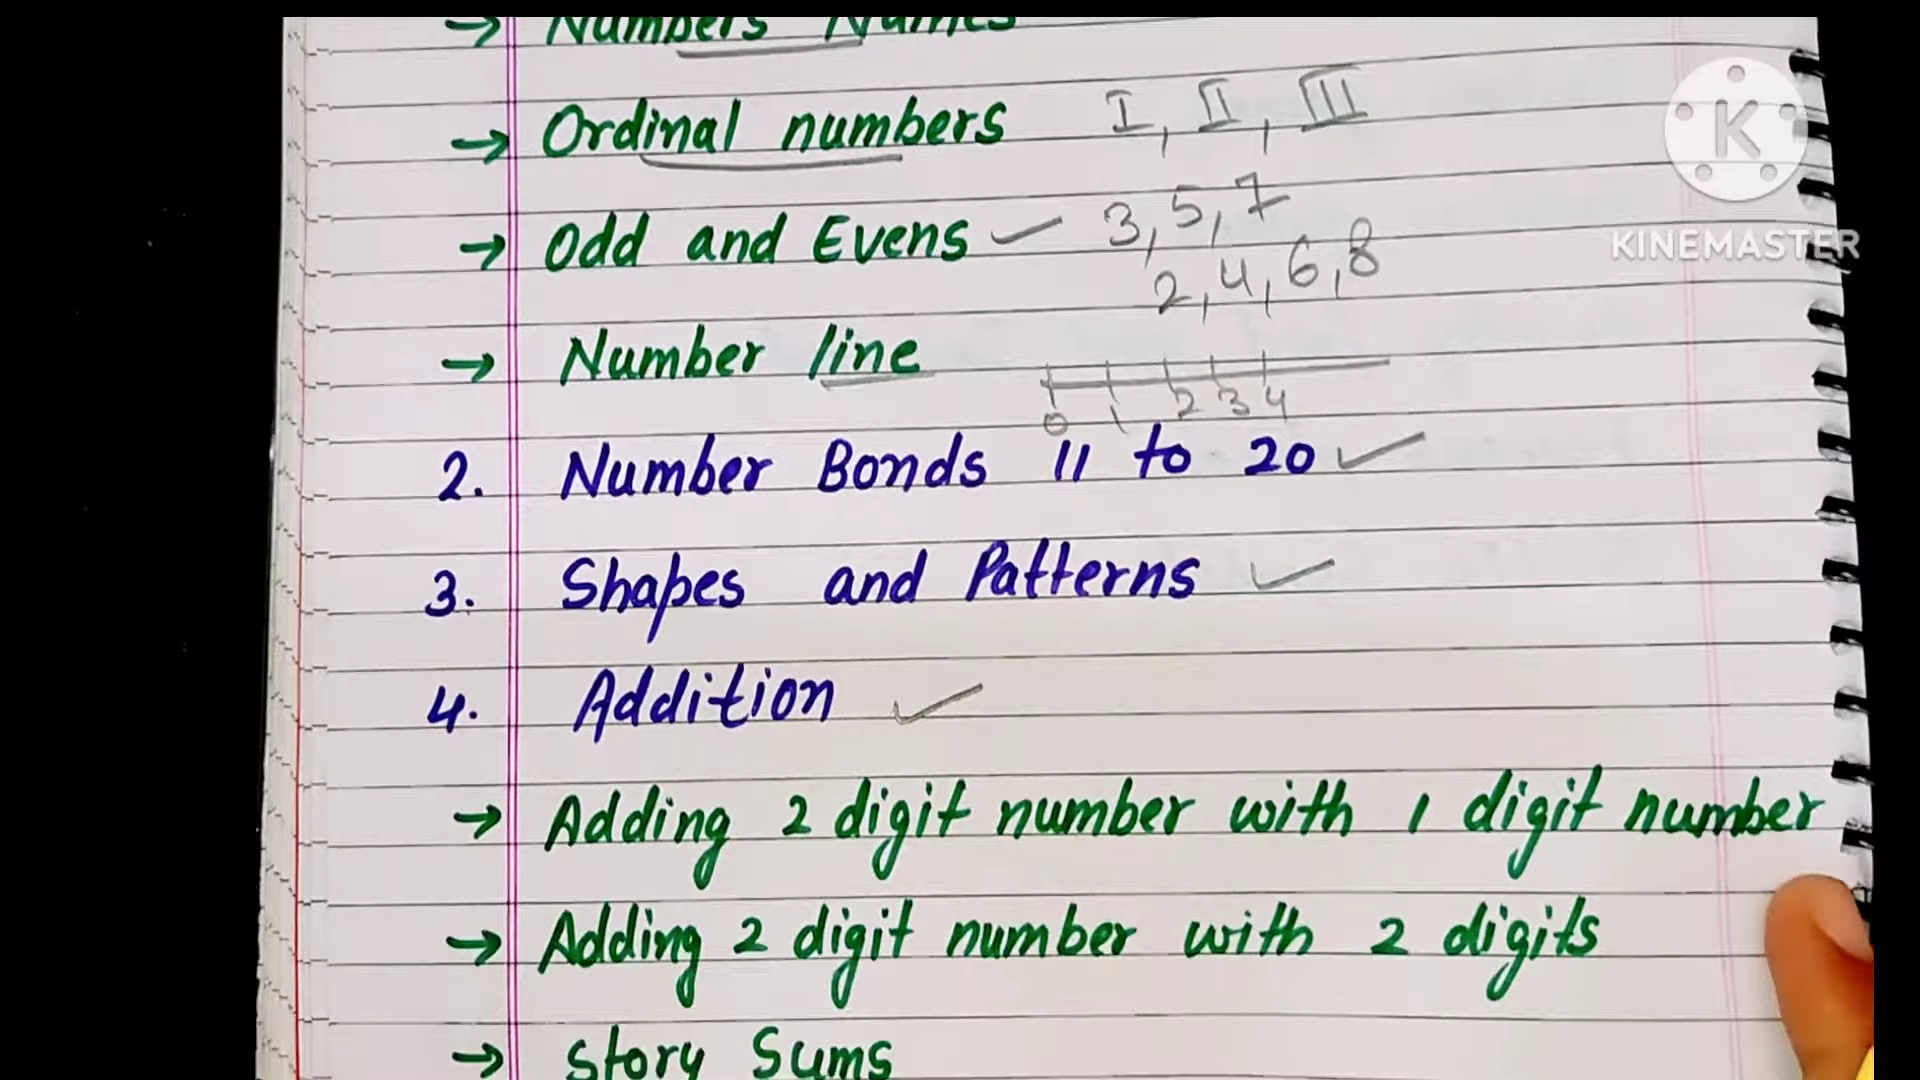 → Numbers Names
→ Ordinal numbers I, II, III
→ Odd and Evens 3, 5, 7
2, 4, 6, 8
→ Number line
0 1 2 3 4
2. Number Bonds 11 to 20
3. Shapes and Patterns
4. Addition
→ Adding 2 digit number with 1 digit number
→ Adding 2 digit number with 2 digits
→ Story Sums
K
KINEMASTER